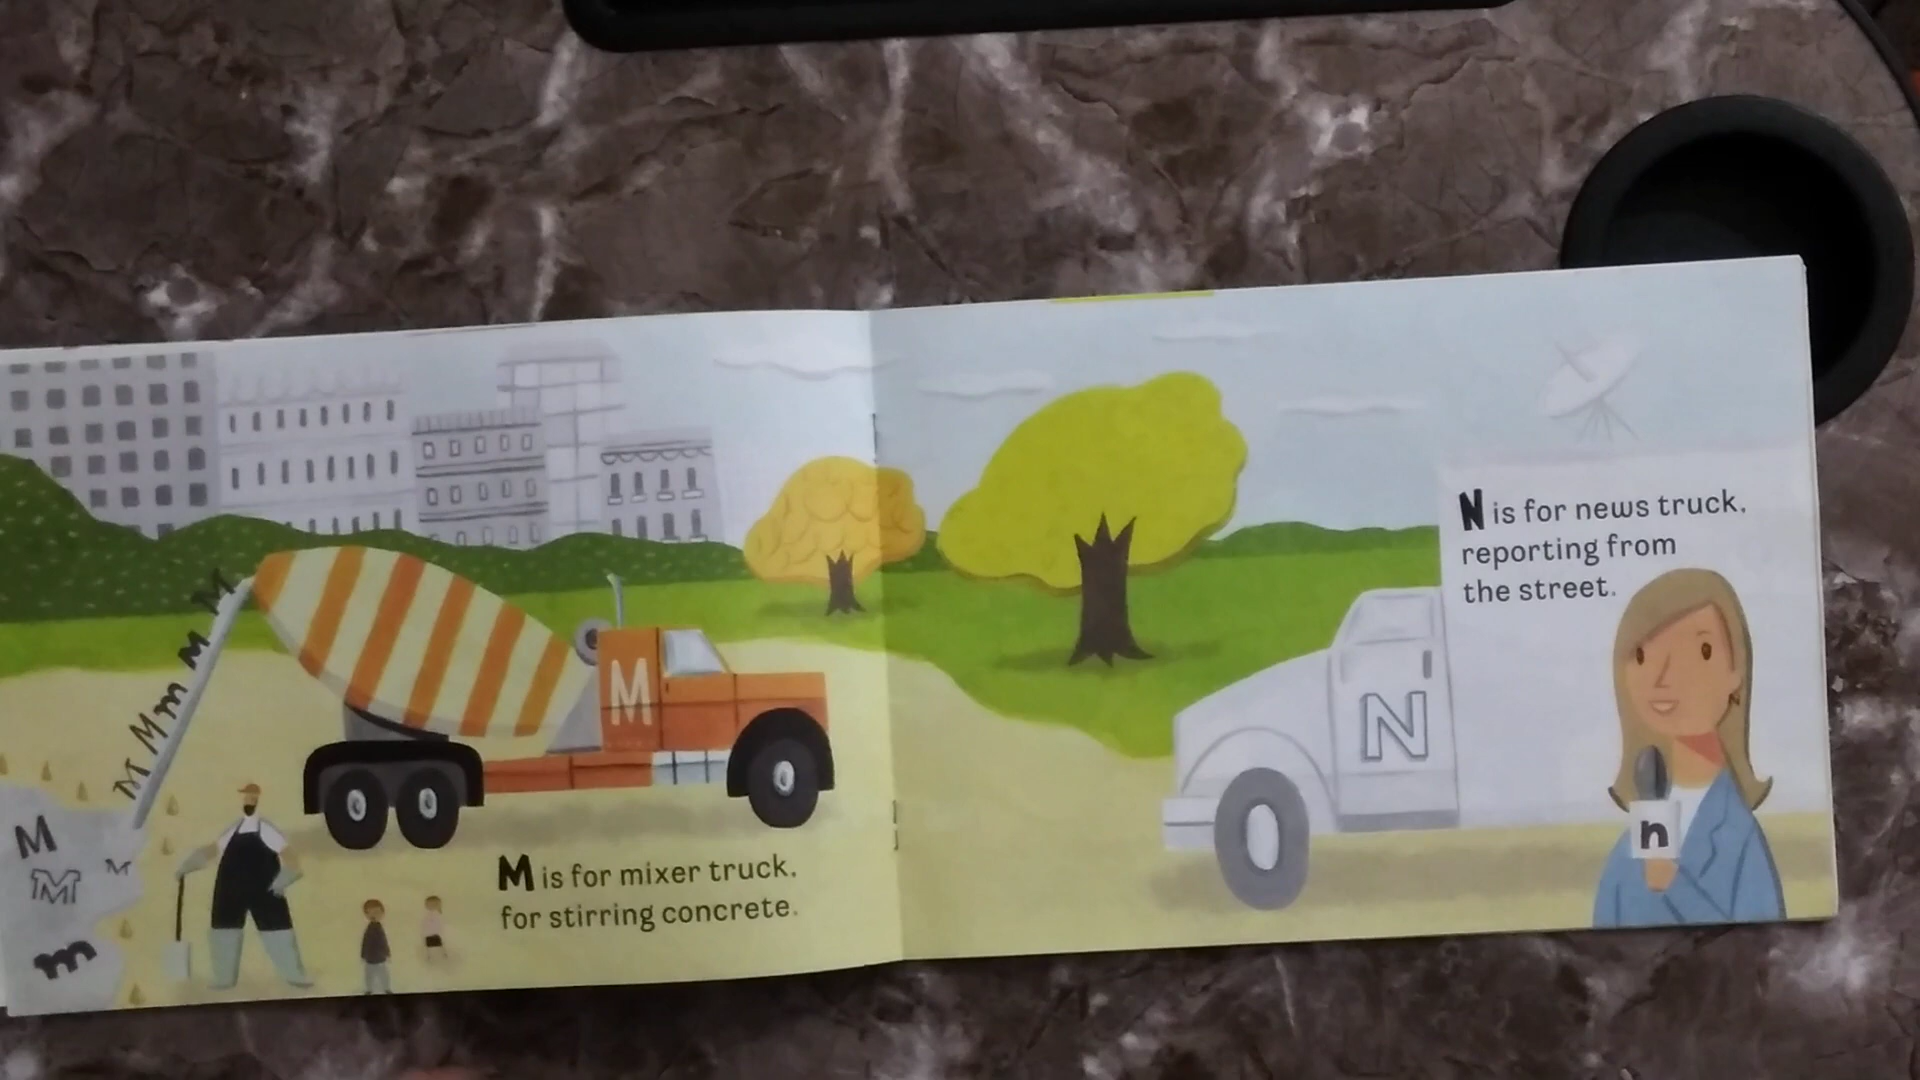 M
M
m
M
M
M
M
m
M
M
M
M is for mixer truck,
for stirring concrete.
N
N is for news truck,
reporting from
the street.
n